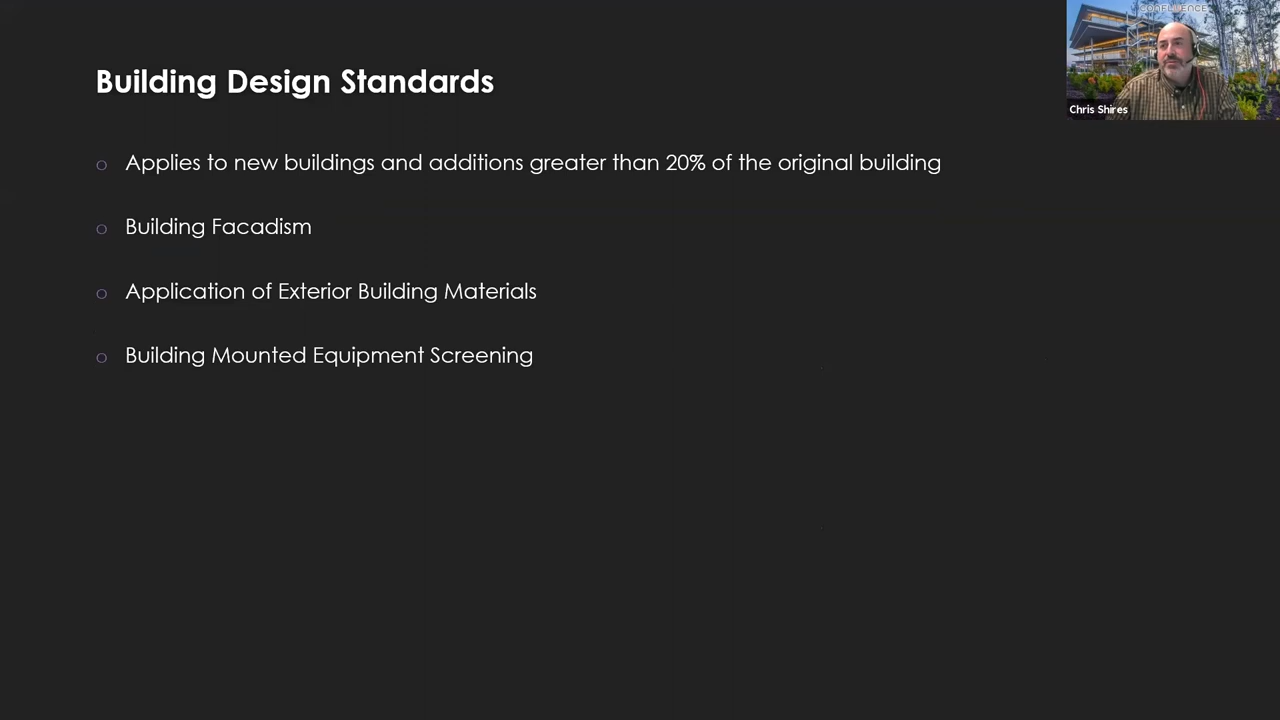 CONFLUENCE
Building Design Standards
Chris Shires
o Applies to new buildings and additions greater than 20% of the original building
o Building Facadism
o Application of Exterior Building Materials
o Building Mounted Equipment Screening